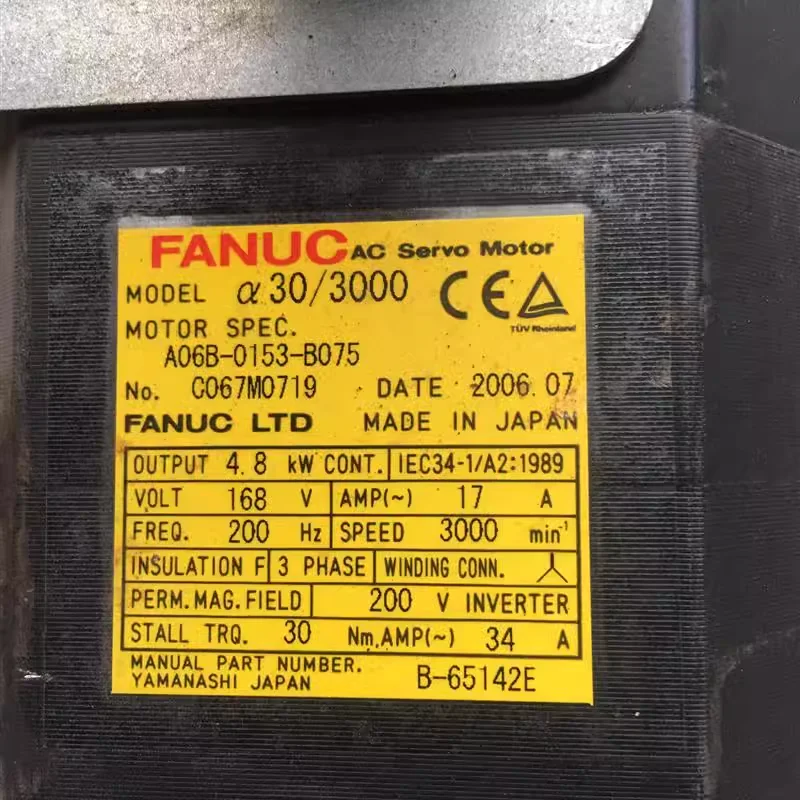 FANUC AC Servo Motor
MODEL α30/3000 CE
TÜV Rheinland
MOTOR SPEC.
A06B-0153-B075
No. C067M0719 DATE 2006.07
FANUC LTD MADE IN JAPAN
OUTPUT 4.8 kW CONT. IEC34-1/A2:1989
VOLT 168 V AMP(~) 17 A
FREQ. 200 Hz SPEED 3000 min⁻¹
INSULATION F 3 PHASE WINDING CONN.
PERM.MAG.FIELD 200 V INVERTER
STALL TRQ. 30 Nm,AMP(~) 34 A
MANUAL PART NUMBER. B-65142E
YAMANASHI JAPAN